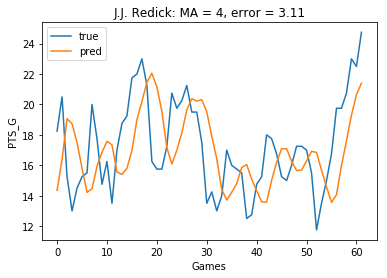 J.J. Redick: MA = 4, error = 3.11
true
pred
PTS_G
24
22
20
18
16
14
12
0 10 20 30 40 50 60
Games